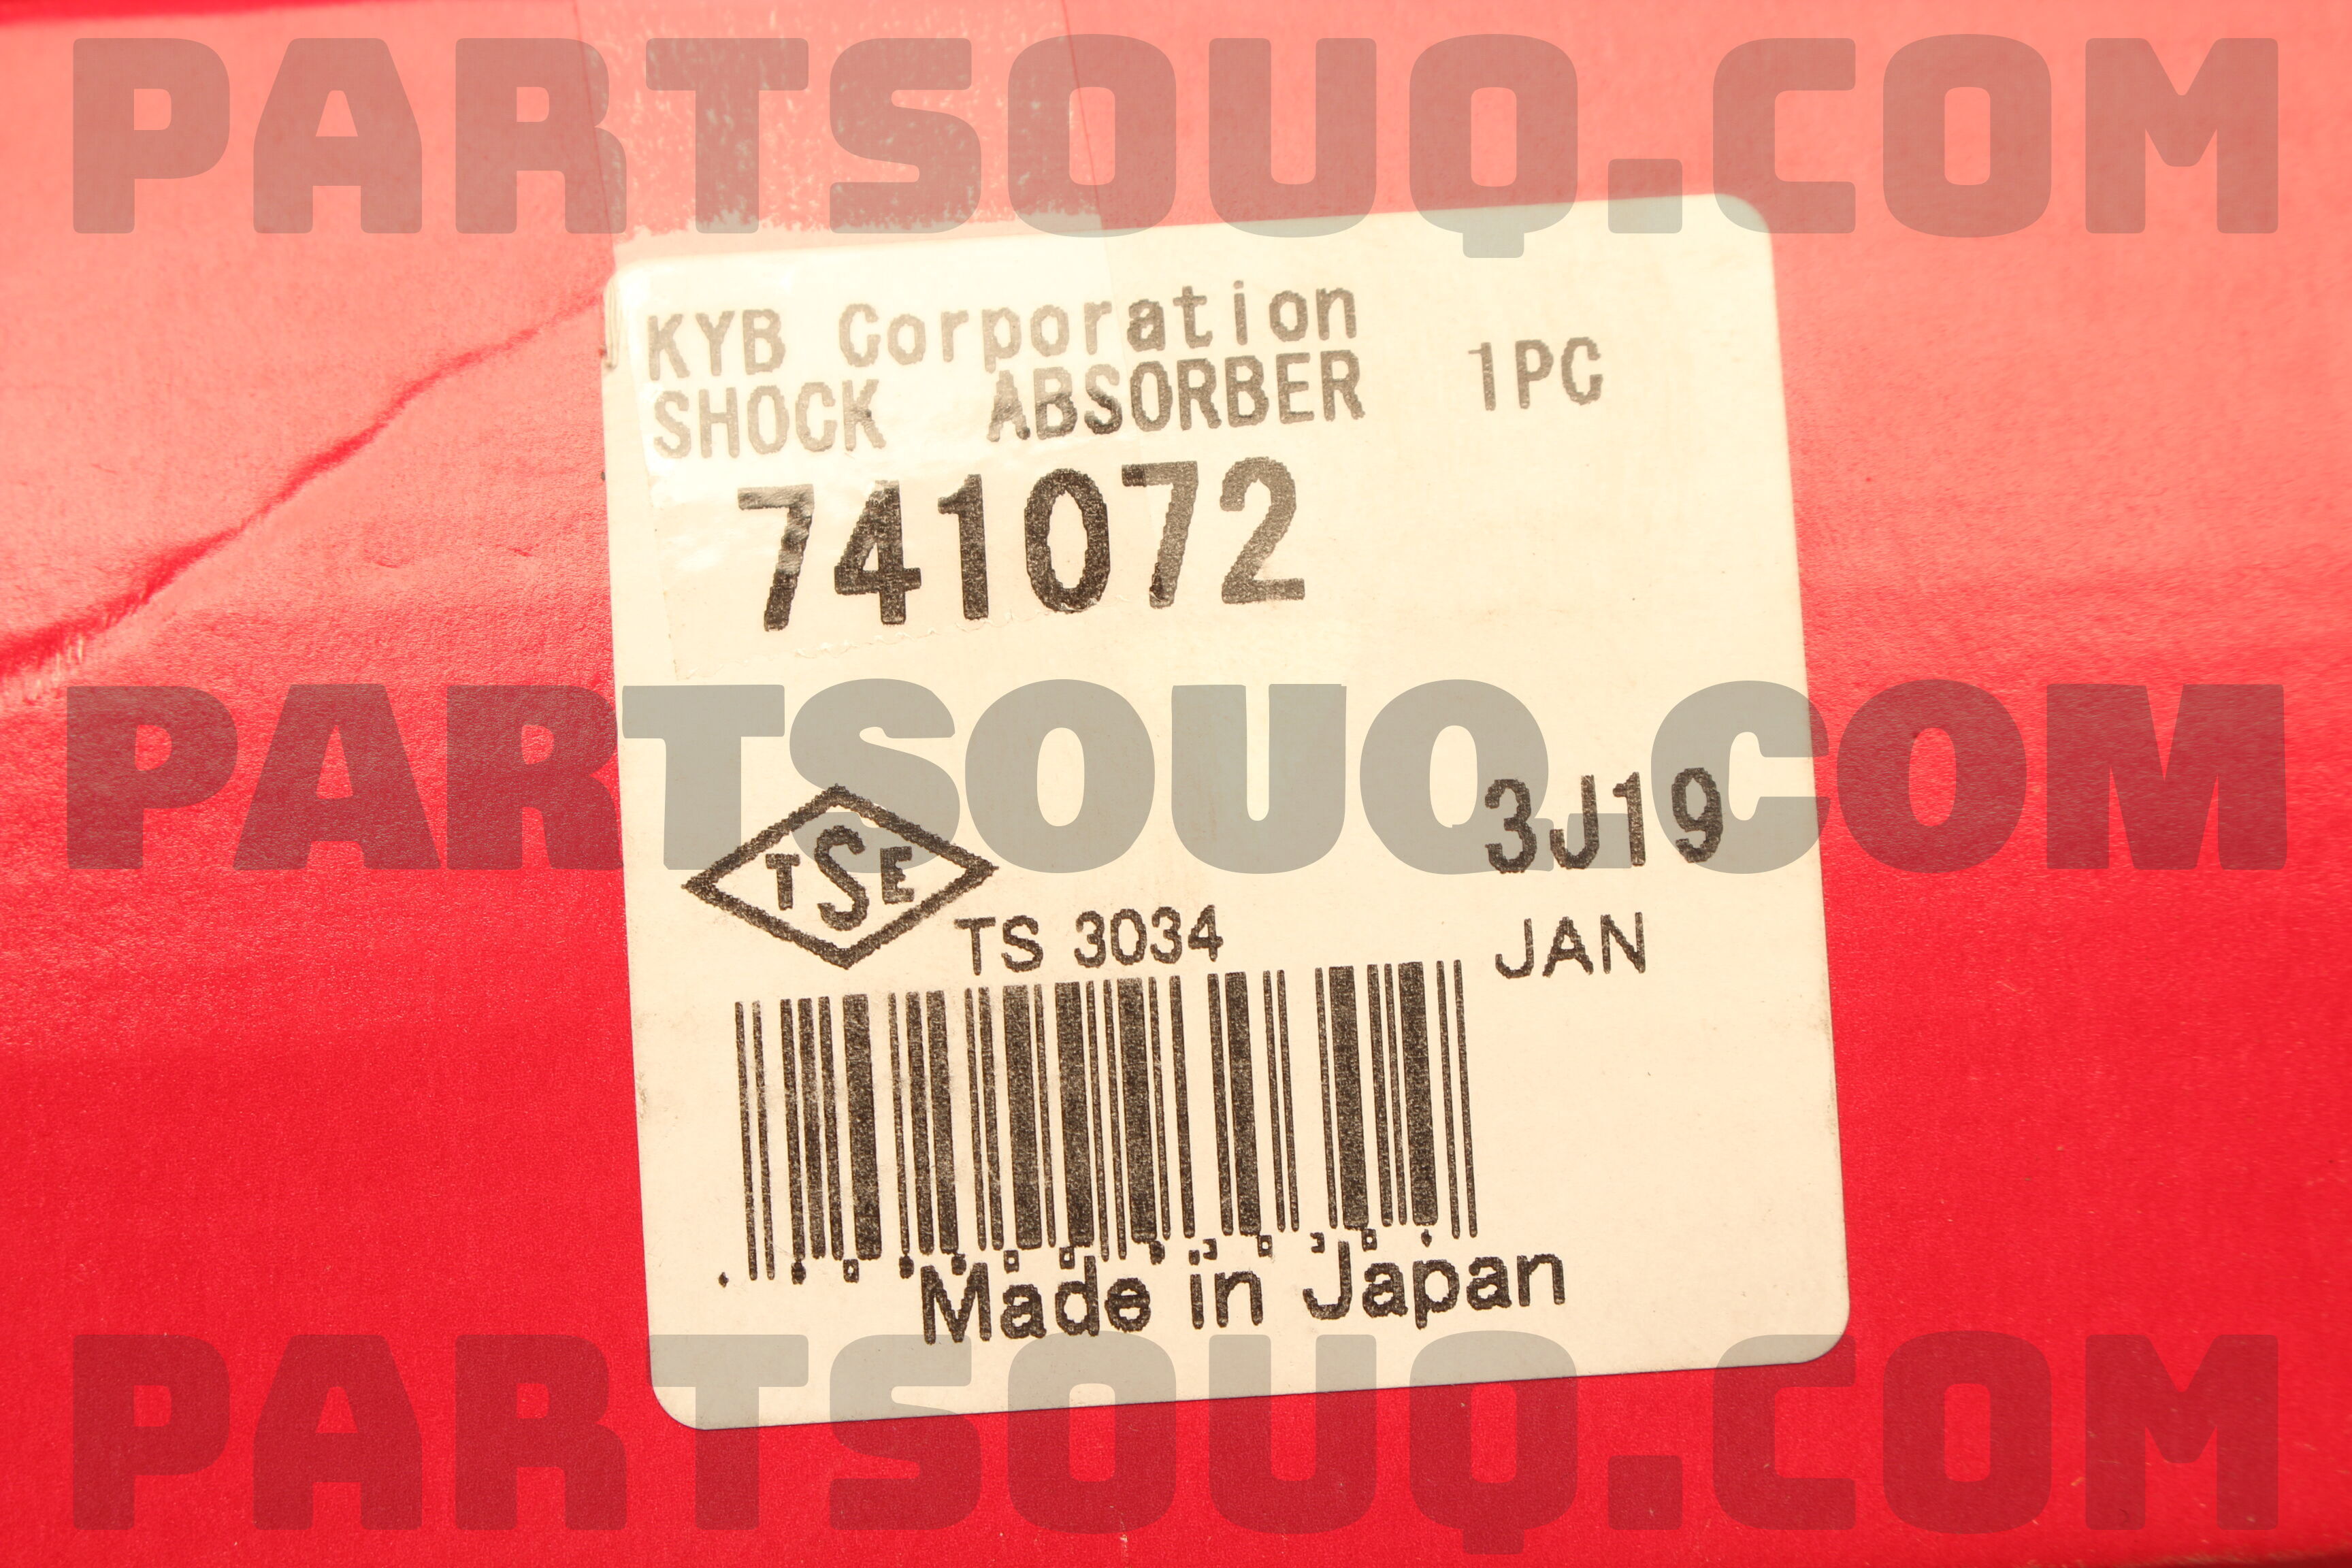 PARTSOUQ.COM
KYB Corporation
SHOCK ABSORBER 1PC
741072
PARTSOUQ.COM
3J19
TSE
TS 3034
JAN
Made in Japan
PARTSOUQ.COM